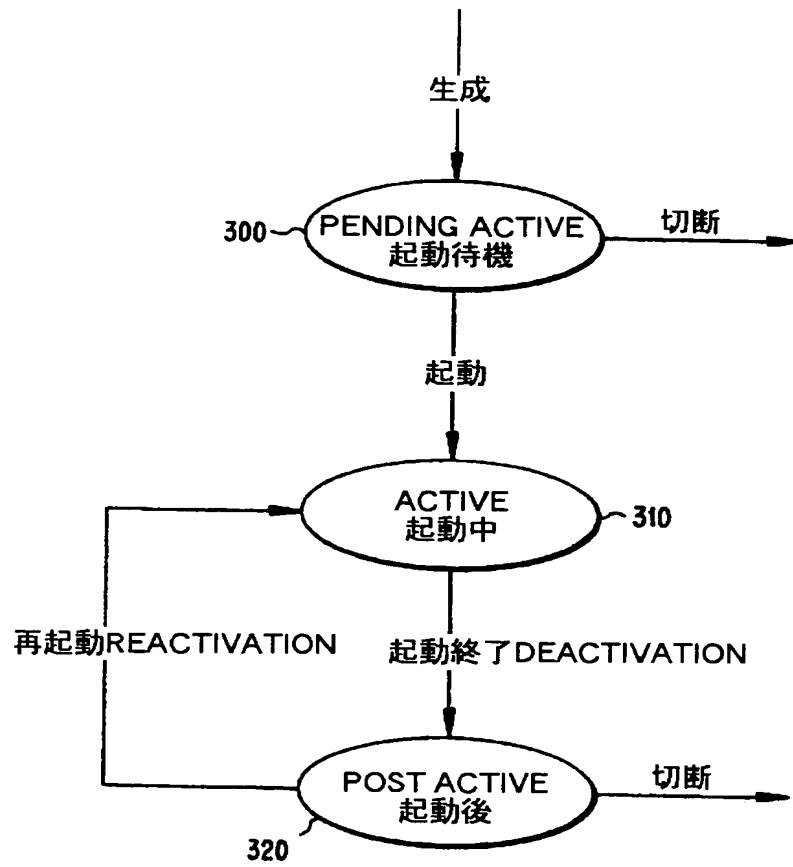 生成
300
PENDING ACTIVE
起動待機
切断
起動
ACTIVE
起動中
310
再起動REACTIVATION
起動終了DEACTIVATION
POST ACTIVE
起動後
切断
320